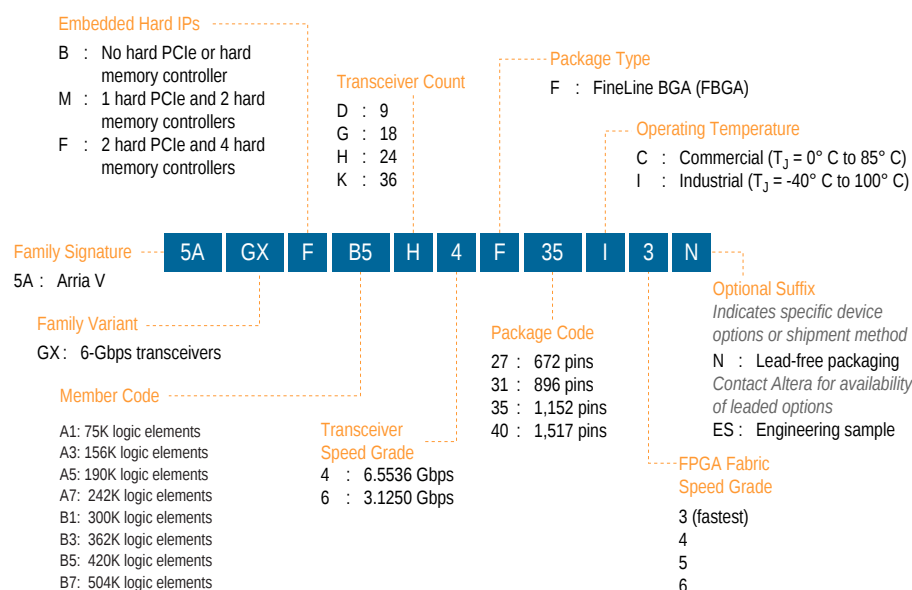 Embedded Hard IPs
B : No hard PCIe or hard
memory controller
M : 1 hard PCIe and 2 hard
memory controllers
F : 2 hard PCIe and 4 hard
memory controllers
Transceiver Count
D : 9
G : 18
H : 24
K : 36
Package Type
F : FineLine BGA (FBGA)
Operating Temperature
C : Commercial (TJ = 0° C to 85° C)
I : Industrial (TJ = -40° C to 100° C)
Family Signature
5A : Arria V
5A GX F B5 H 4 F 35 I 3 N
Family Variant
GX : 6-Gbps transceivers
Member Code
A1: 75K logic elements
A3: 156K logic elements
A5: 190K logic elements
A7: 242K logic elements
B1: 300K logic elements
B3: 362K logic elements
B5: 420K logic elements
B7: 504K logic elements
Transceiver
Speed Grade
4 : 6.5536 Gbps
6 : 3.1250 Gbps
Package Code
27 : 672 pins
31 : 896 pins
35 : 1,152 pins
40 : 1,517 pins
Optional Suffix
Indicates specific device
options or shipment method
N : Lead-free packaging
Contact Altera for availability
of leaded options
ES : Engineering sample
FPGA Fabric
Speed Grade
3 (fastest)
4
5
6